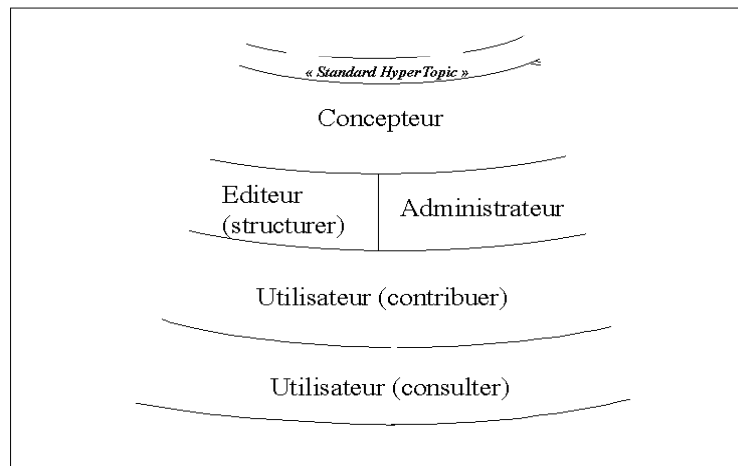 « Standard HyperTopic »
Concepteur
Editeur
(structurer)
Administrateur
Utilisateur (contribuer)
Utilisateur (consulter)